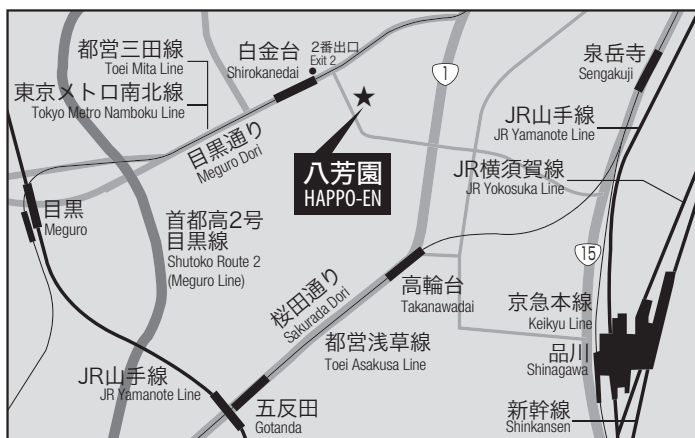 都営三田線
Toei Mita Line
白金台
Shirokanedai
2番出口
Exit 2
1
泉岳寺
Sengakuji
東京メトロ南北線
Tokyo Metro Namboku Line
JR山手線
JR Yamanote Line
目黒通り
Meguro Dori
八芳園
HAPPO-EN
JR横須賀線
JR Yokosuka Line
目黒
Meguro
首都高2号
目黒線
Shutoko Route 2
(Meguro Line)
15
桜田通り
Sakurada Dori
高輪台
Takanawadai
京急本線
Keikyu Line
都営浅草線
Toei Asakusa Line
品川
Shinagawa
JR山手線
JR Yamanote Line
五反田
Gotanda
新幹線
Shinkansen